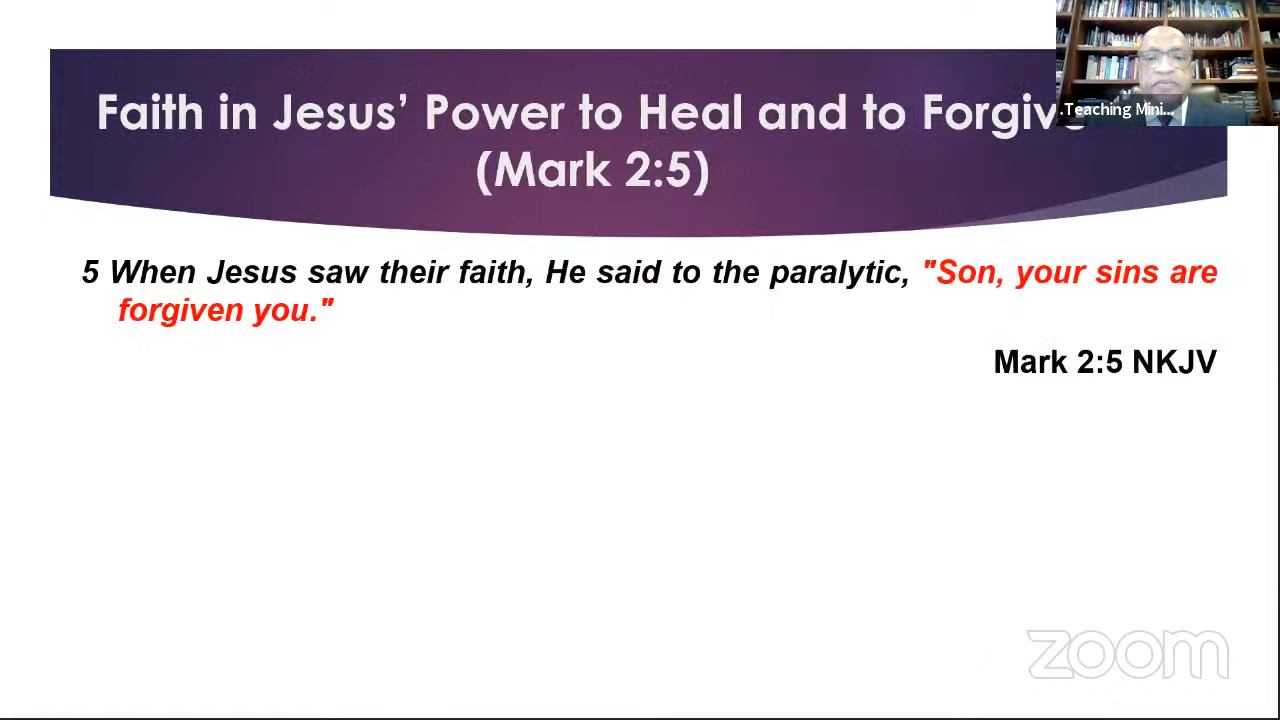 Faith in Jesus’ Power to Heal and to Forgive
(Mark 2:5)
.Teaching Mini...
5 When Jesus saw their faith, He said to the paralytic, "Son, your sins are
forgiven you."
Mark 2:5 NKJV
zoom